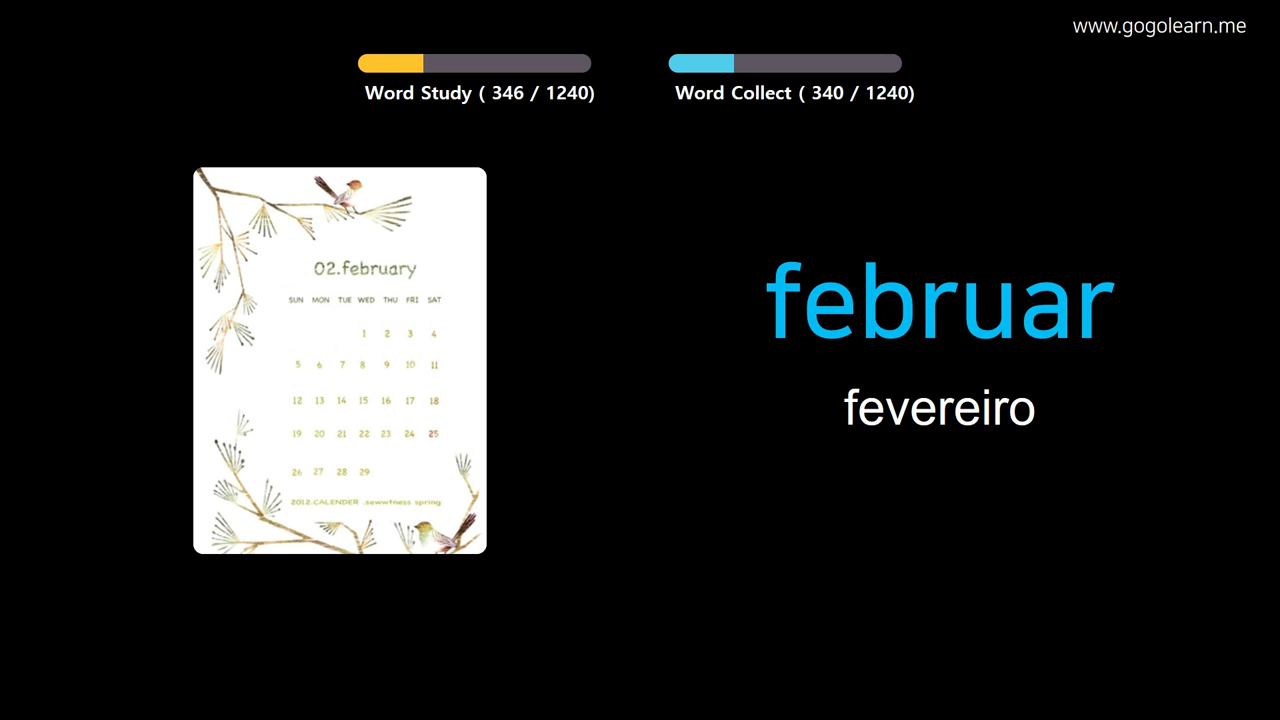 www.gogolearn.me
Word Study ( 346 / 1240)
Word Collect ( 340 / 1240)
02.february
SUN MON TUE WED THU FRI SAT
1 2 3 4
5 6 7 8 9 10 11
12 13 14 15 16 17 18
19 20 21 22 23 24 25
26 27 28 29
2012.CALENDER .sewwtness spring
februar
fevereiro